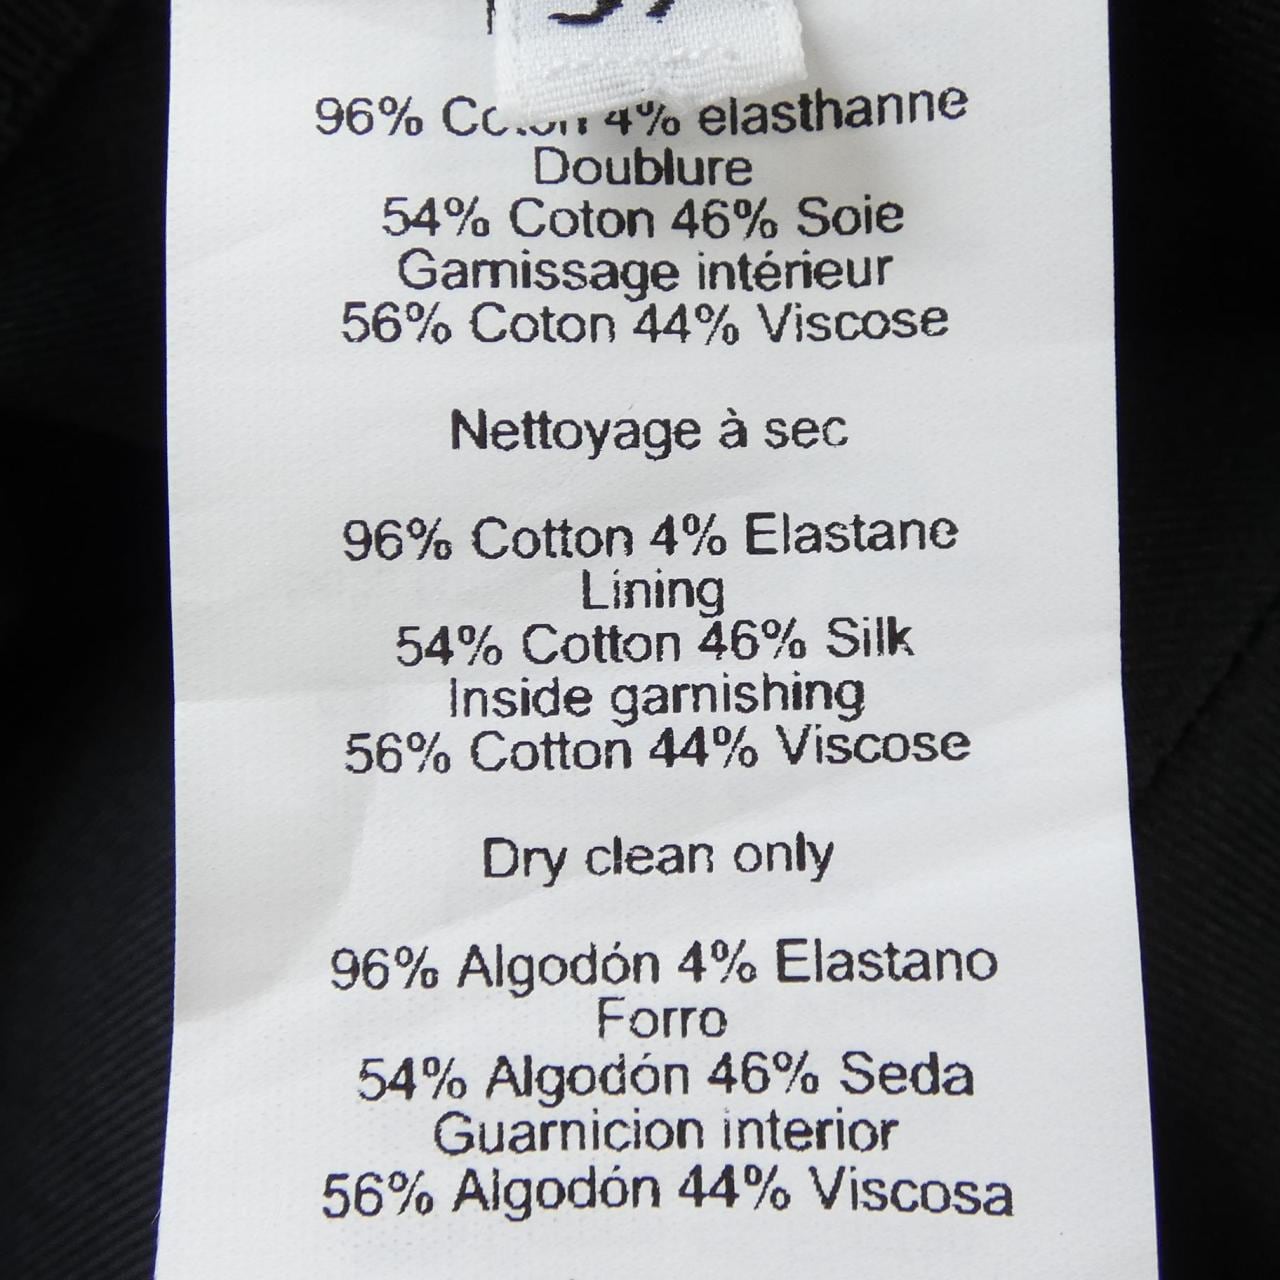 96% 4% élasthanne
Doublure
54% Coton 46% Soie
Garnissage intérieur
56% Coton 44% Viscose
Nettoyage à sec
96% Cotton 4% Elastane
Lining
54% Cotton 46% Silk
Inside garnishing
56% Cotton 44% Viscose
Dry clean only
96% Algodón 4% Elastano
Forro
54% Algodón 46% Seda
Guarnicion interior
56% Algodón 44% Viscosa